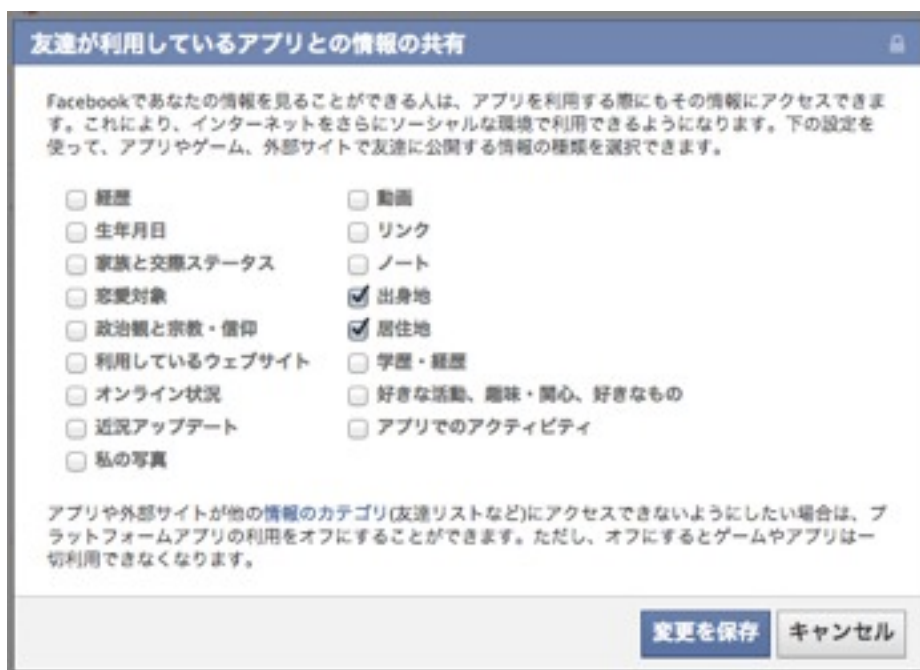 友達が利用しているアプリとの情報の共有
Facebookであなたの情報を見ることができる人は、アプリを利用する際にもその情報にアクセスできま
す。これにより、インターネットをさらにソーシャルな環境で利用できるようになります。下の設定を
使って、アプリやゲーム、外部サイトで友達に公開する情報の種類を選択できます。
経歴
動画
生年月日
リンク
家族と交際ステータス
ノート
恋愛対象
出身地
政治観と宗教・信仰
居住地
利用しているウェブサイト
学歴・経歴
オンライン状況
好きな活動、趣味・関心、好きなもの
近況アップデート
アプリでのアクティビティ
私の写真
アプリや外部サイトが他の情報のカテゴリ(友達リストなど)にアクセスできないようにしたい場合は、プ
ラットフォームアプリの利用をオフにすることができます。ただし、オフにするとゲームやアプリは一
切利用できなくなります。
変更を保存
キャンセル